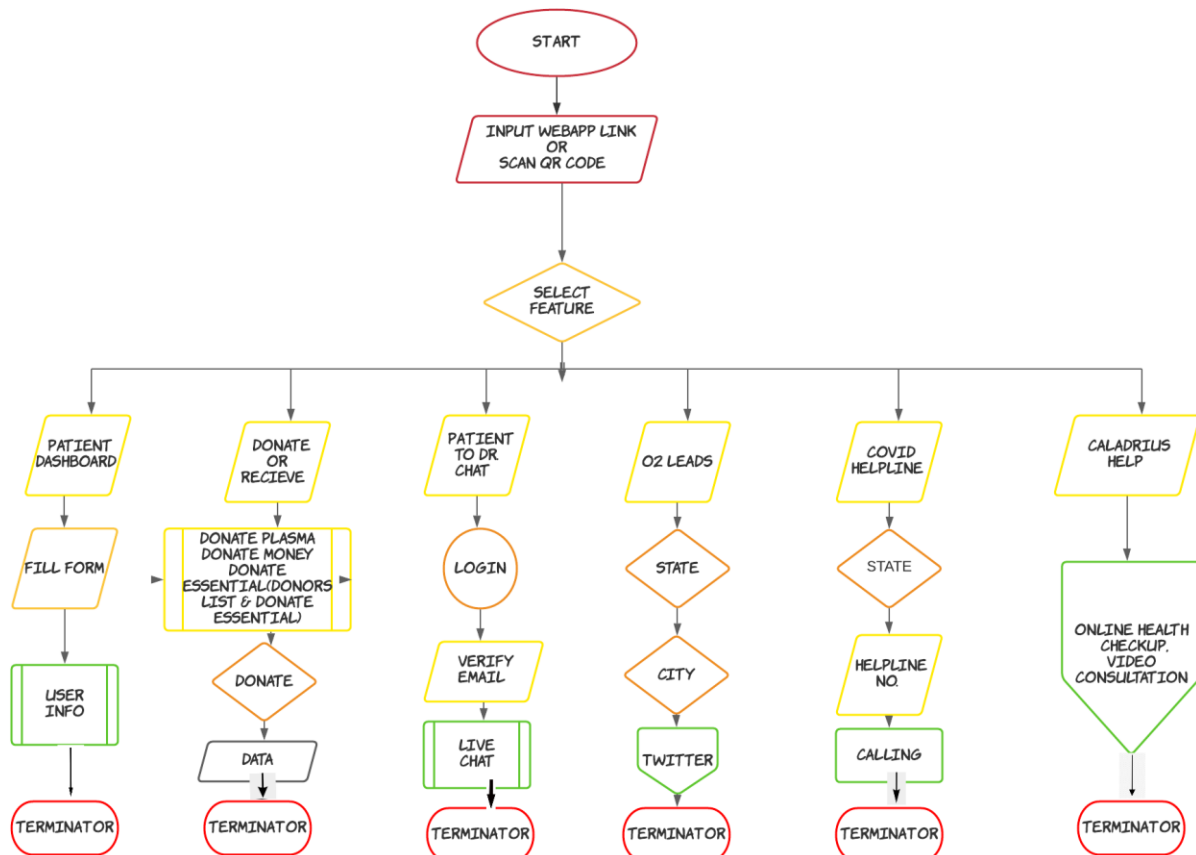 START
INPUT WEBAPP LINK
OR
SCAN QR CODE
SELECT
FEATURE
PATIENT
DASHBOARD
DONATE
OR
RECIEVE
PATIENT
TO DR
CHAT
O2 LEADS
COVID
HELPLINE
CALADRIUS
HELP
FILL FORM
DONATE PLASMA
DONATE MONEY
DONATE
ESSENTIAL(DONORS
LIST & DONATE
ESSENTIAL)
LOGIN
STATE
STATE
ONLINE HEALTH
CHECKUP,
VIDEO
CONSULTATION
USER
INFO
DONATE
VERIFY
EMAIL
CITY
HELPLINE
NO.
DATA
LIVE
CHAT
TWITTER
CALLING
TERMINATOR
TERMINATOR
TERMINATOR
TERMINATOR
TERMINATOR
TERMINATOR